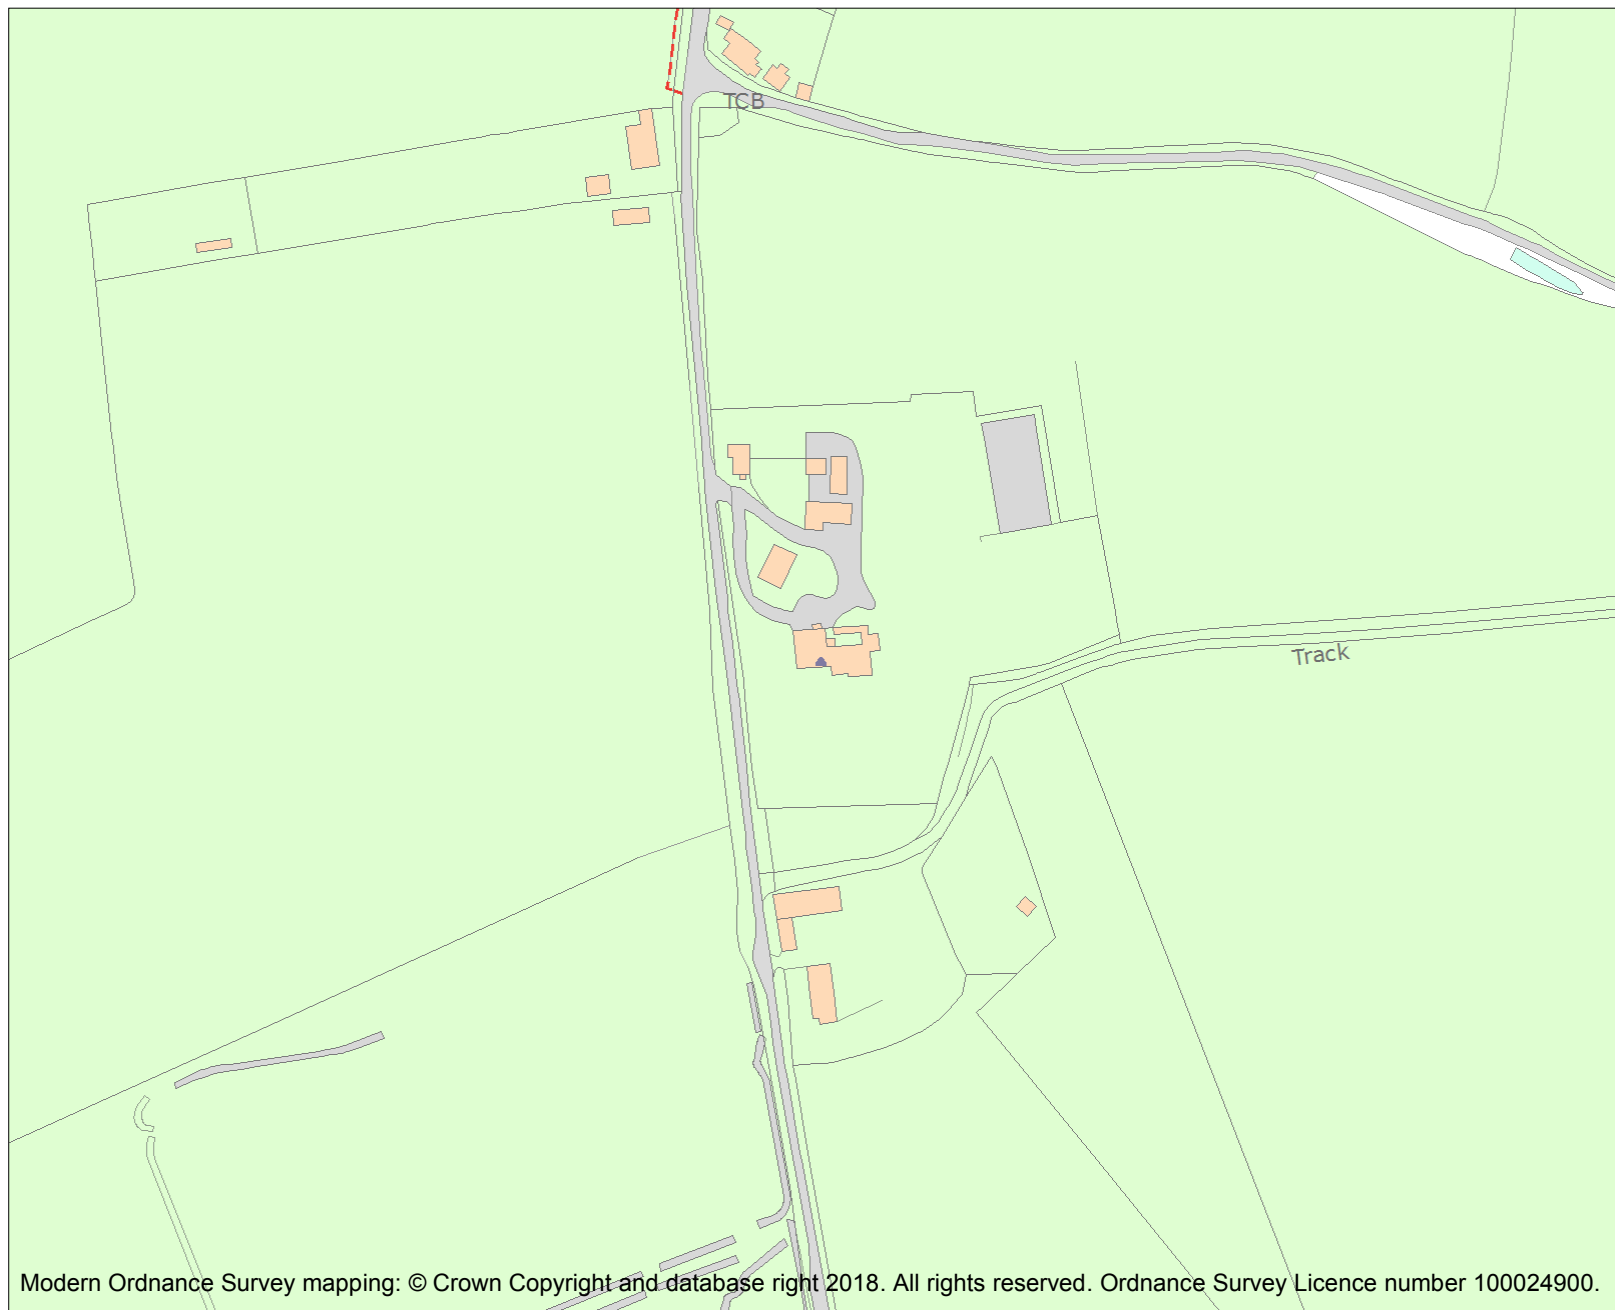 TCB
Track
Modern Ordnance Survey mapping: © Crown Copyright and database right 2018. All rights reserved. Ordnance Survey Licence number 100024900.